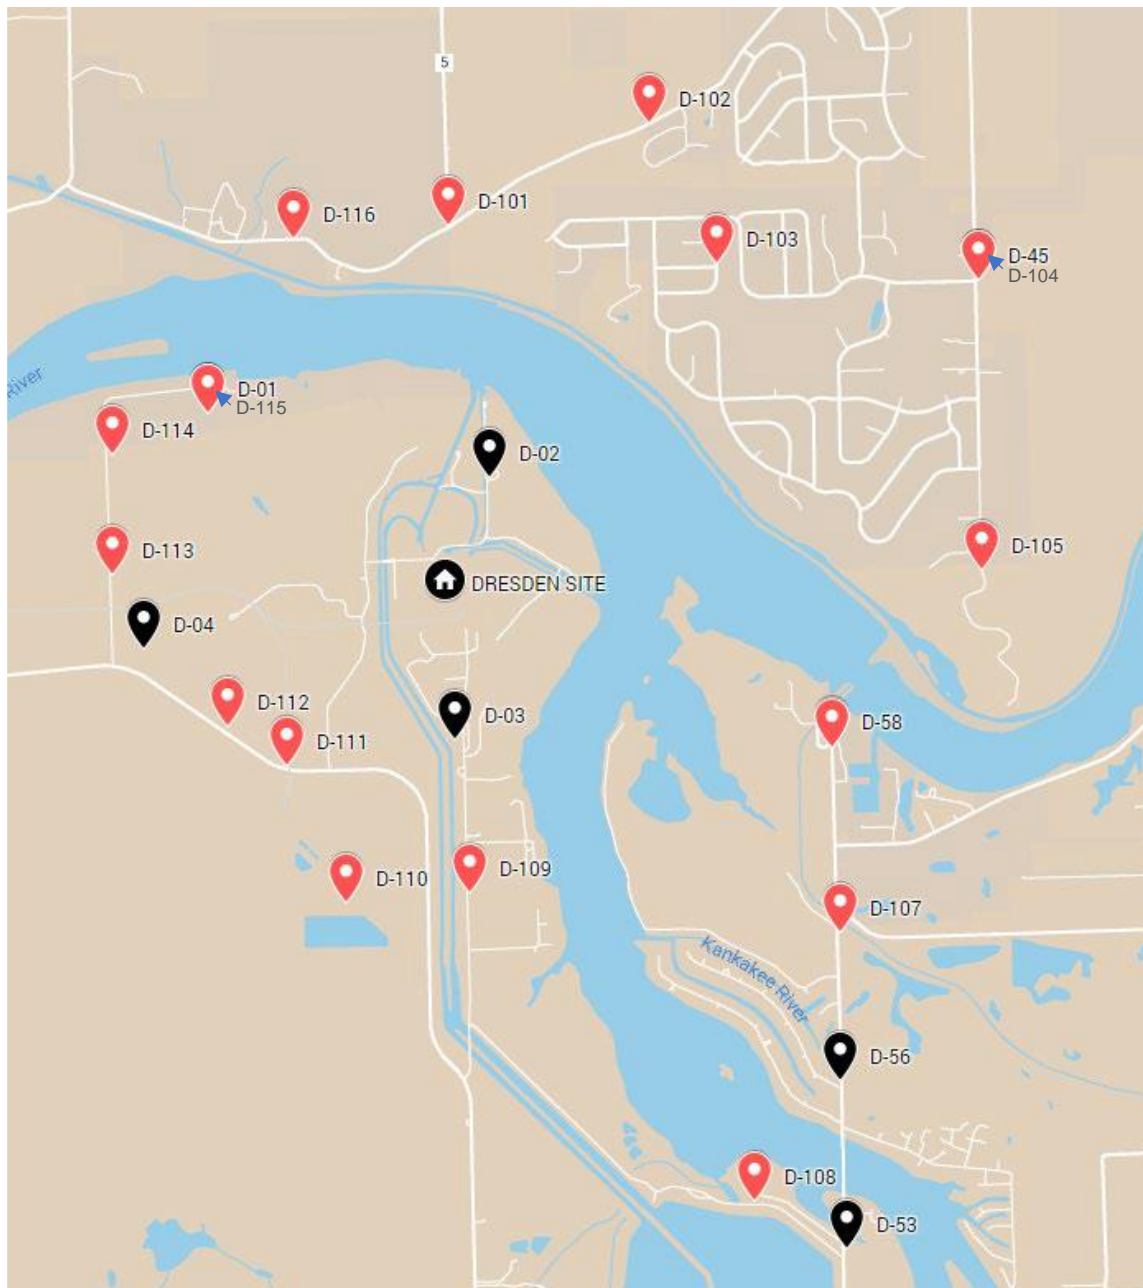 5
D-102
D-101
D-116
D-103
D-45
D-104
River
D-01
D-115
D-114
D-02
D-113
D-105
DRESDEN SITE
D-04
D-112
D-03
D-58
D-111
D-109
D-110
D-107
Kankakee River
D-56
D-108
D-53